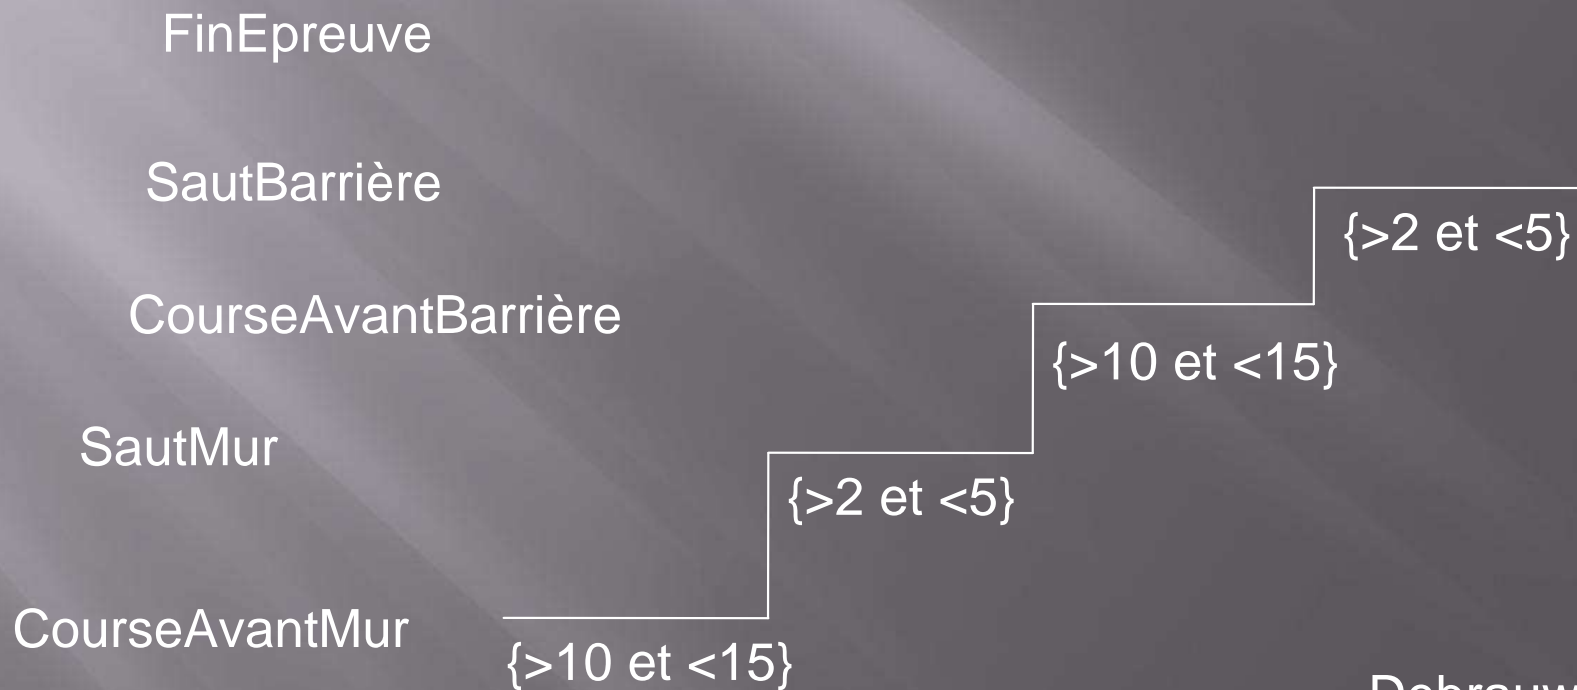 FinEpreuve
SautBarrière
{>2 et <5}
CourseAvantBarrière
{>10 et <15}
SautMur
{>2 et <5}
CourseAvantMur
{>10 et <15}